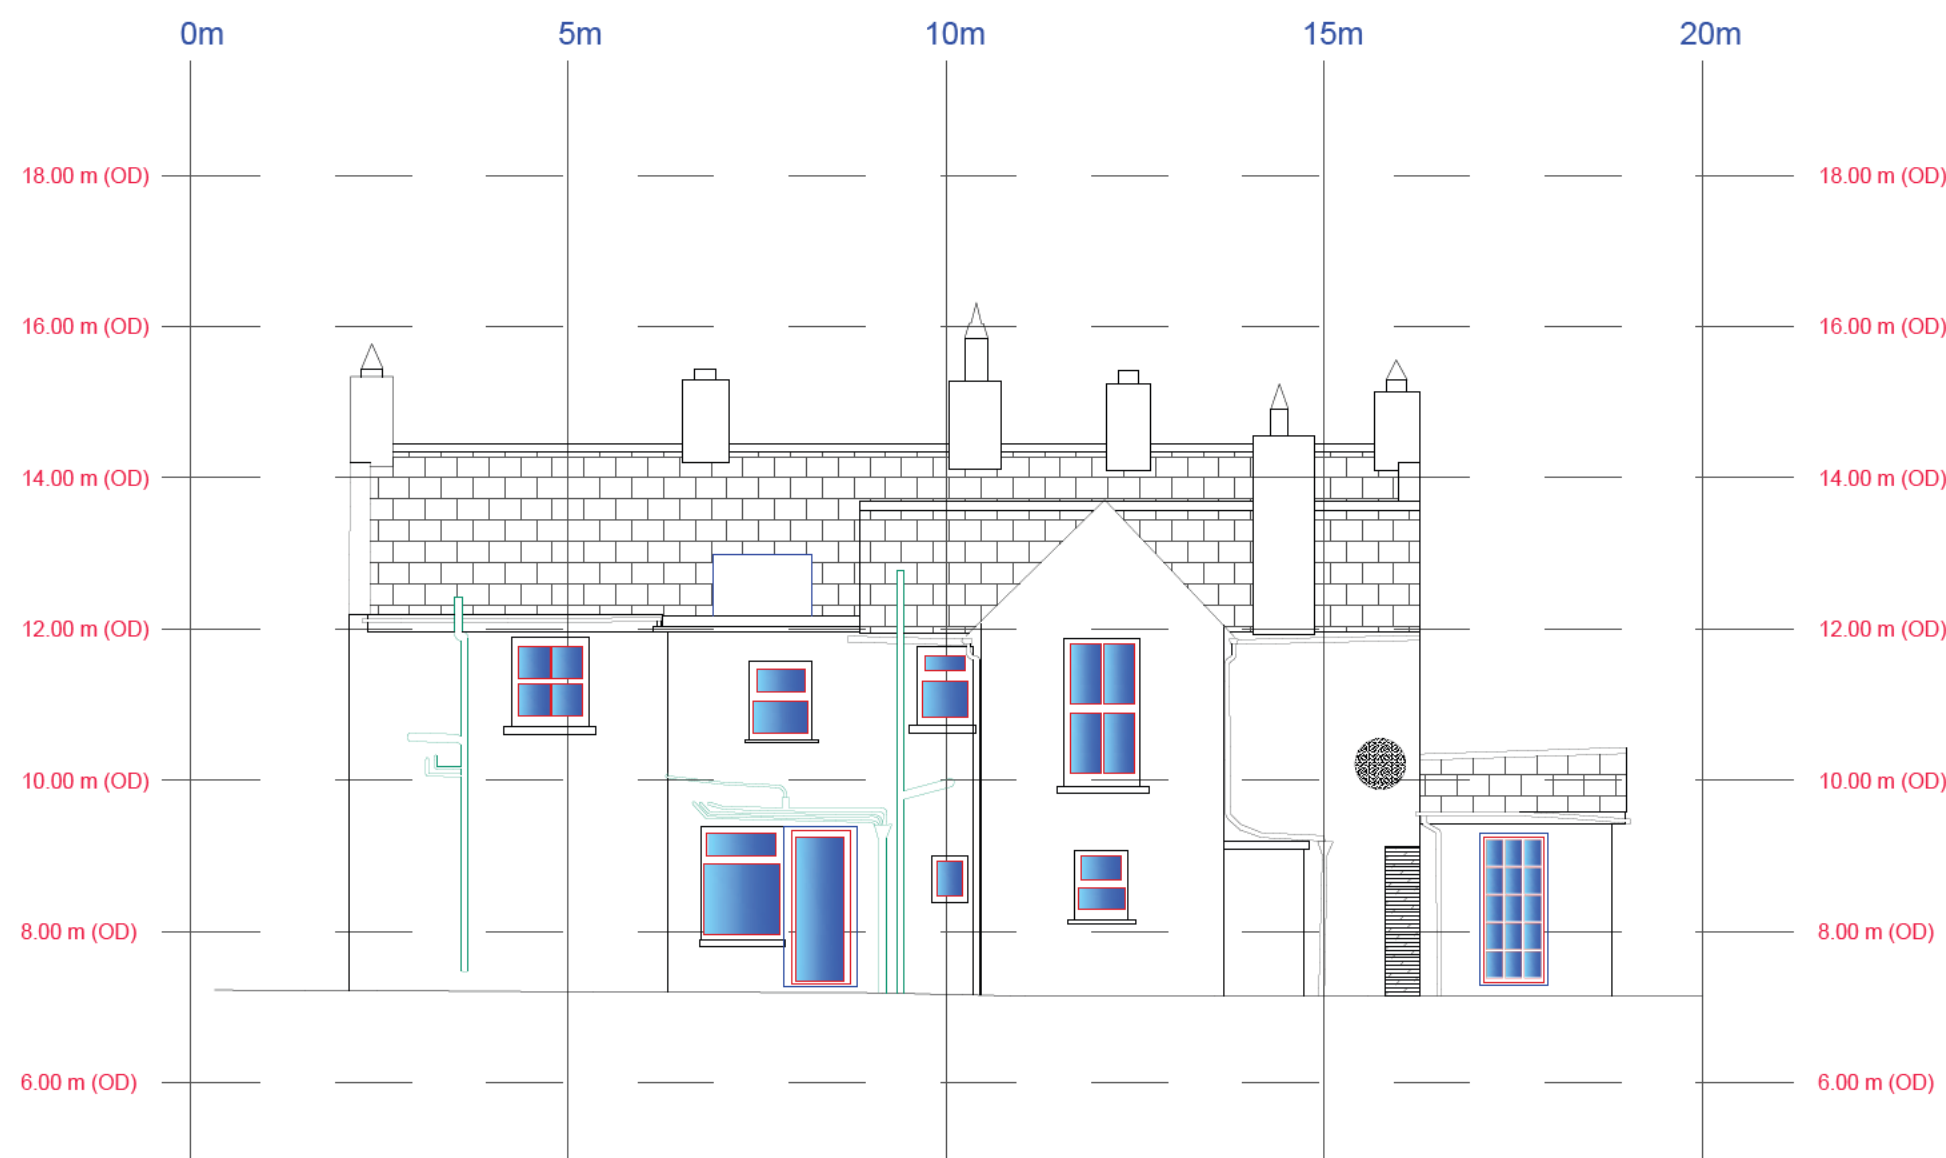 0m 5m 10m 15m 20m
18.00 m (OD) 18.00 m (OD)
16.00 m (OD) 16.00 m (OD)
14.00 m (OD) 14.00 m (OD)
12.00 m (OD) 12.00 m (OD)
10.00 m (OD) 10.00 m (OD)
8.00 m (OD) 8.00 m (OD)
6.00 m (OD) 6.00 m (OD)